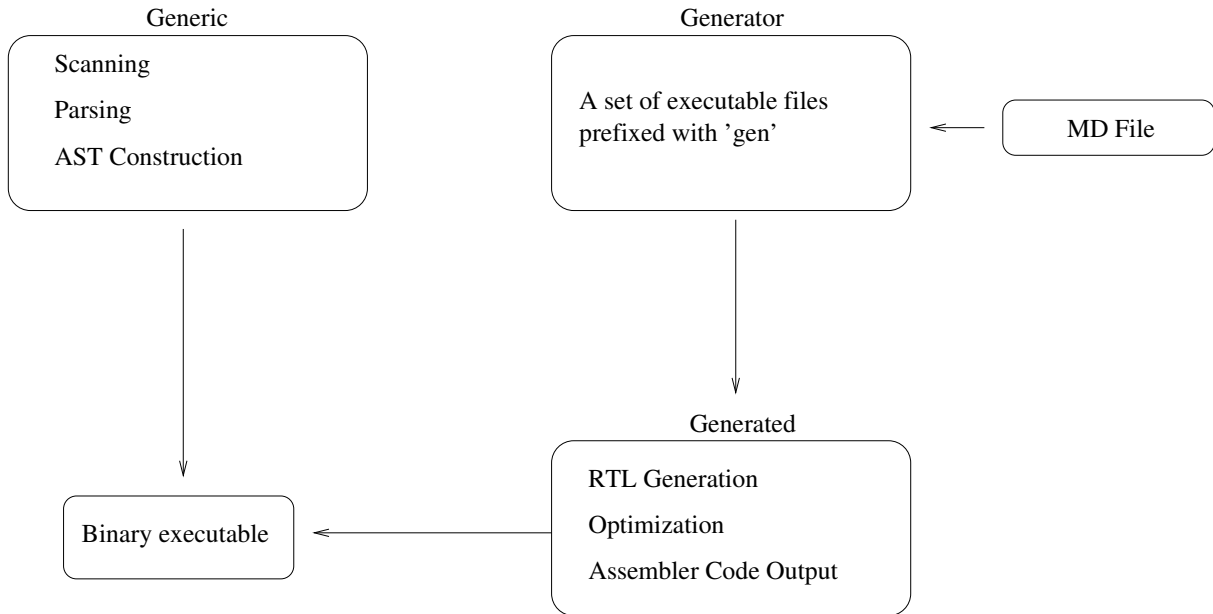 Generic
Scanning
Parsing
AST Construction
Generator
A set of executable files
prefixed with ’gen’
MD File
Generated
RTL Generation
Optimization
Assembler Code Output
Binary executable